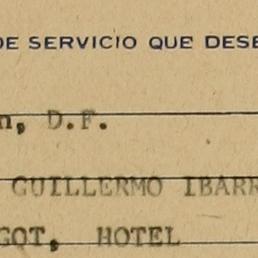 DE SERVICIO QUE DESE
n, D.F.
GUILLERMO IBARR
GOT, HOTEL